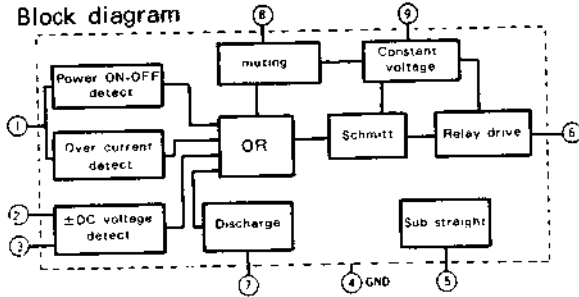 Block diagram
8
9
muting
Constant
voltage
Power ON-OFF
detect
1
Over current
detect
OR
Schmitt
Relay drive
6
2
3
±DC voltage
detect
Discharge
Sub straight
7
4 GND
5